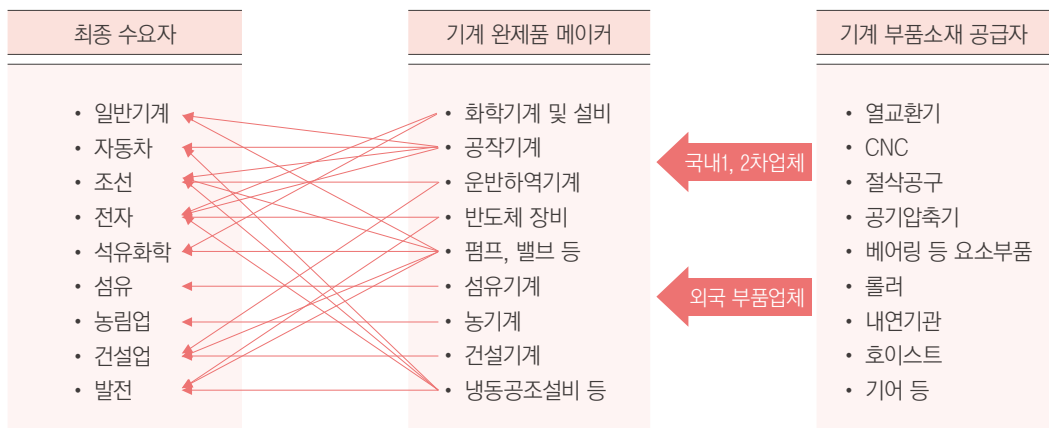 최종 수요자
• 일반기계
• 자동차
• 조선
• 전자
• 석유화학
• 섬유
• 농림업
• 건설업
• 발전
기계 완제품 메이커
• 화학기계 및 설비
• 공작기계
• 운반하역기계
• 반도체 장비
• 펌프, 밸브 등
• 섬유기계
• 농기계
• 건설기계
• 냉동공조설비 등
국내1, 2차업체
외국 부품업체
기계 부품소재 공급자
• 열교환기
• CNC
• 절삭공구
• 공기압축기
• 베어링 등 요소부품
• 롤러
• 내연기관
• 호이스트
• 기어 등